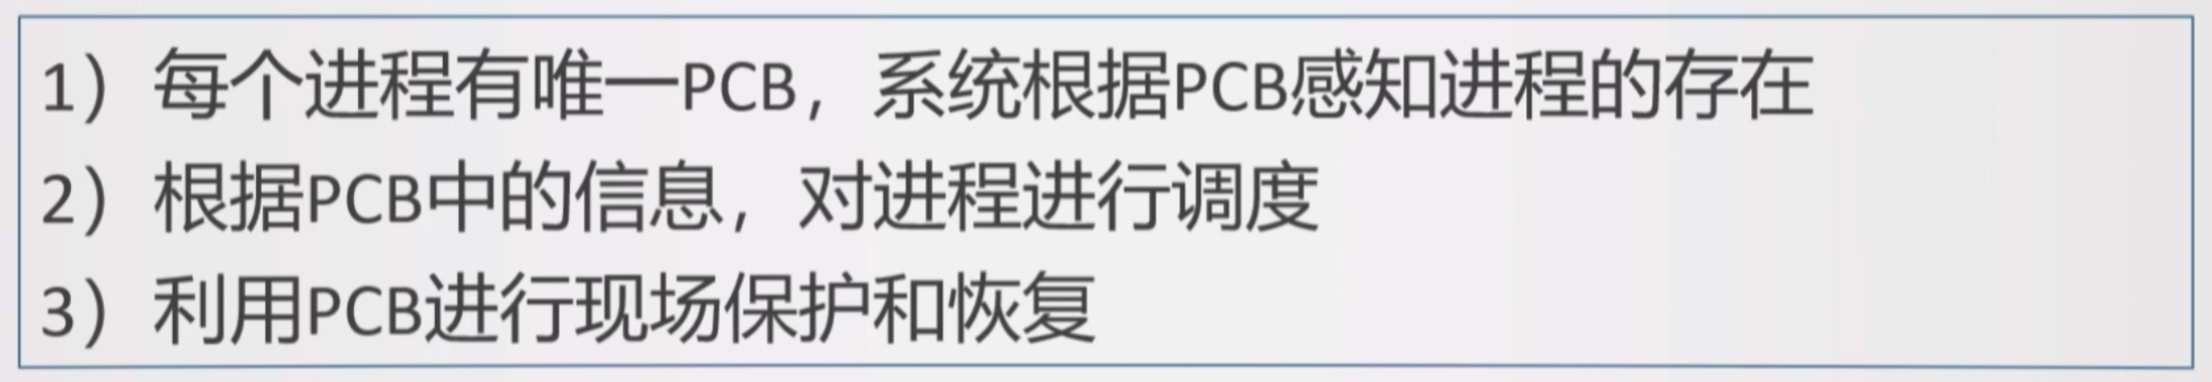 1）每个进程有唯一PCB，系统根据PCB感知进程的存在
2）根据PCB中的信息，对进程进行调度
3）利用PCB进行现场保护和恢复